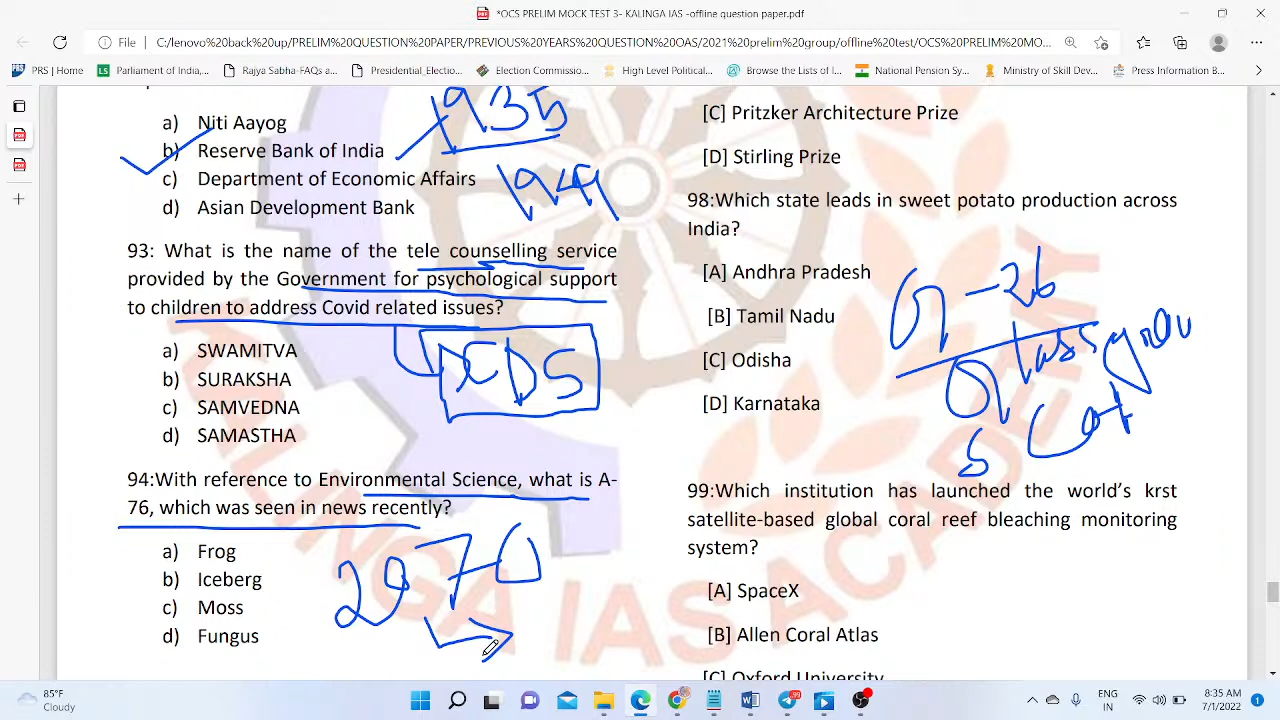 *OCS PRELIM MOCK TEST 3- KALINGA IAS -offline question paper.pdf
File
C:/lenovo%20back%20up/PRELIM%20QUESTION%20PAPER/PREVIOUS%20YEARS%20QUESTION%20OAS/2021%20prelim%20group/offline%20test/OCS%20PRELIM%20MO...
PRS | Home
Parliament of India,...
Rajya Sabha-FAQs a...
Presidential_Electio...
Election Commissio...
High Level Political...
Browse the Lists of I...
National Pension Sy...
Ministry of Skill Dev...
Press Information B...
1935
a) Niti Aayog
b) Reserve Bank of India
c) Department of Economic Affairs
d) Asian Development Bank
1949
93: What is the name of the tele counselling service
provided by the Government for psychological support
to children to address Covid related issues?
a) SWAMITVA
b) SURAKSHA
c) SAMVEDNA
d) SAMASTHA
94:With reference to Environmental Science, what is A-
76, which was seen in news recently?
a) Frog
b) Iceberg
c) Moss
d) Fungus
[C] Pritzker Architecture Prize
[D] Stirling Prize
98:Which state leads in sweet potato production across
India?
[A] Andhra Pradesh
[B] Tamil Nadu
[C] Odisha
[D] Karnataka
99:Which institution has launched the world's krst
satellite-based global coral reef bleaching monitoring
system?
[A] SpaceX
[B] Allen Coral Atlas
[C] Oxford University
KALINGA IAS ACADEMY
85°F
Cloudy
99
ENG
IN
8:35 AM
7/1/2022
1